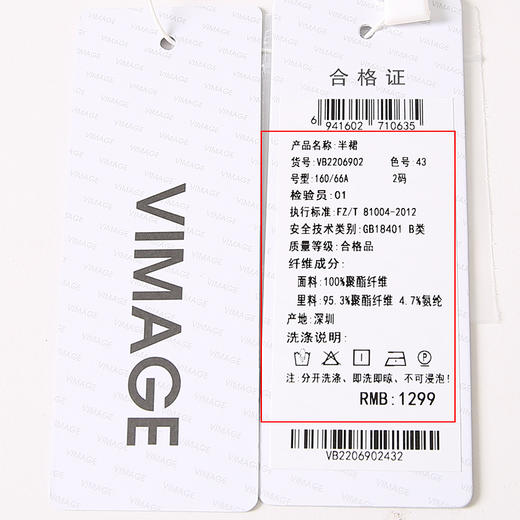 VIMAGE
合格证
6 941602 710635
产品名称:半裙
货号:VB2206902 色号 43
号型:160/66A 2码
检验员:01
执行标准:FZ/T 81004-2012
安全技术类别:GB18401 B类
质量等级:合格品
纤维成分:
面料:100%聚酯纤维
里料:95.3%聚酯纤维 4.7%氨纶
产地:深圳
洗涤说明:
注:分开洗涤、即洗即晾、不可浸泡!
RMB:1299
VB2206902432